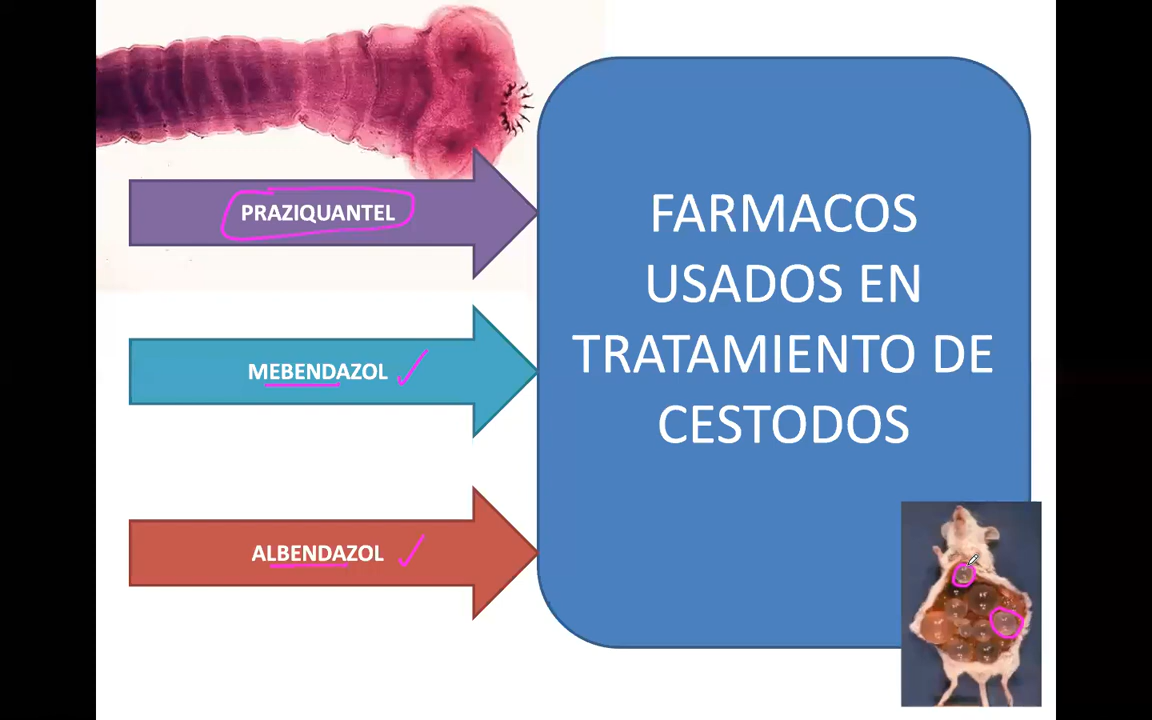 PRAZIQUANTEL
MEBENDAZOL
ALBENDAZOL
FARMACOS
USADOS EN
TRATAMIENTO DE
CESTODOS